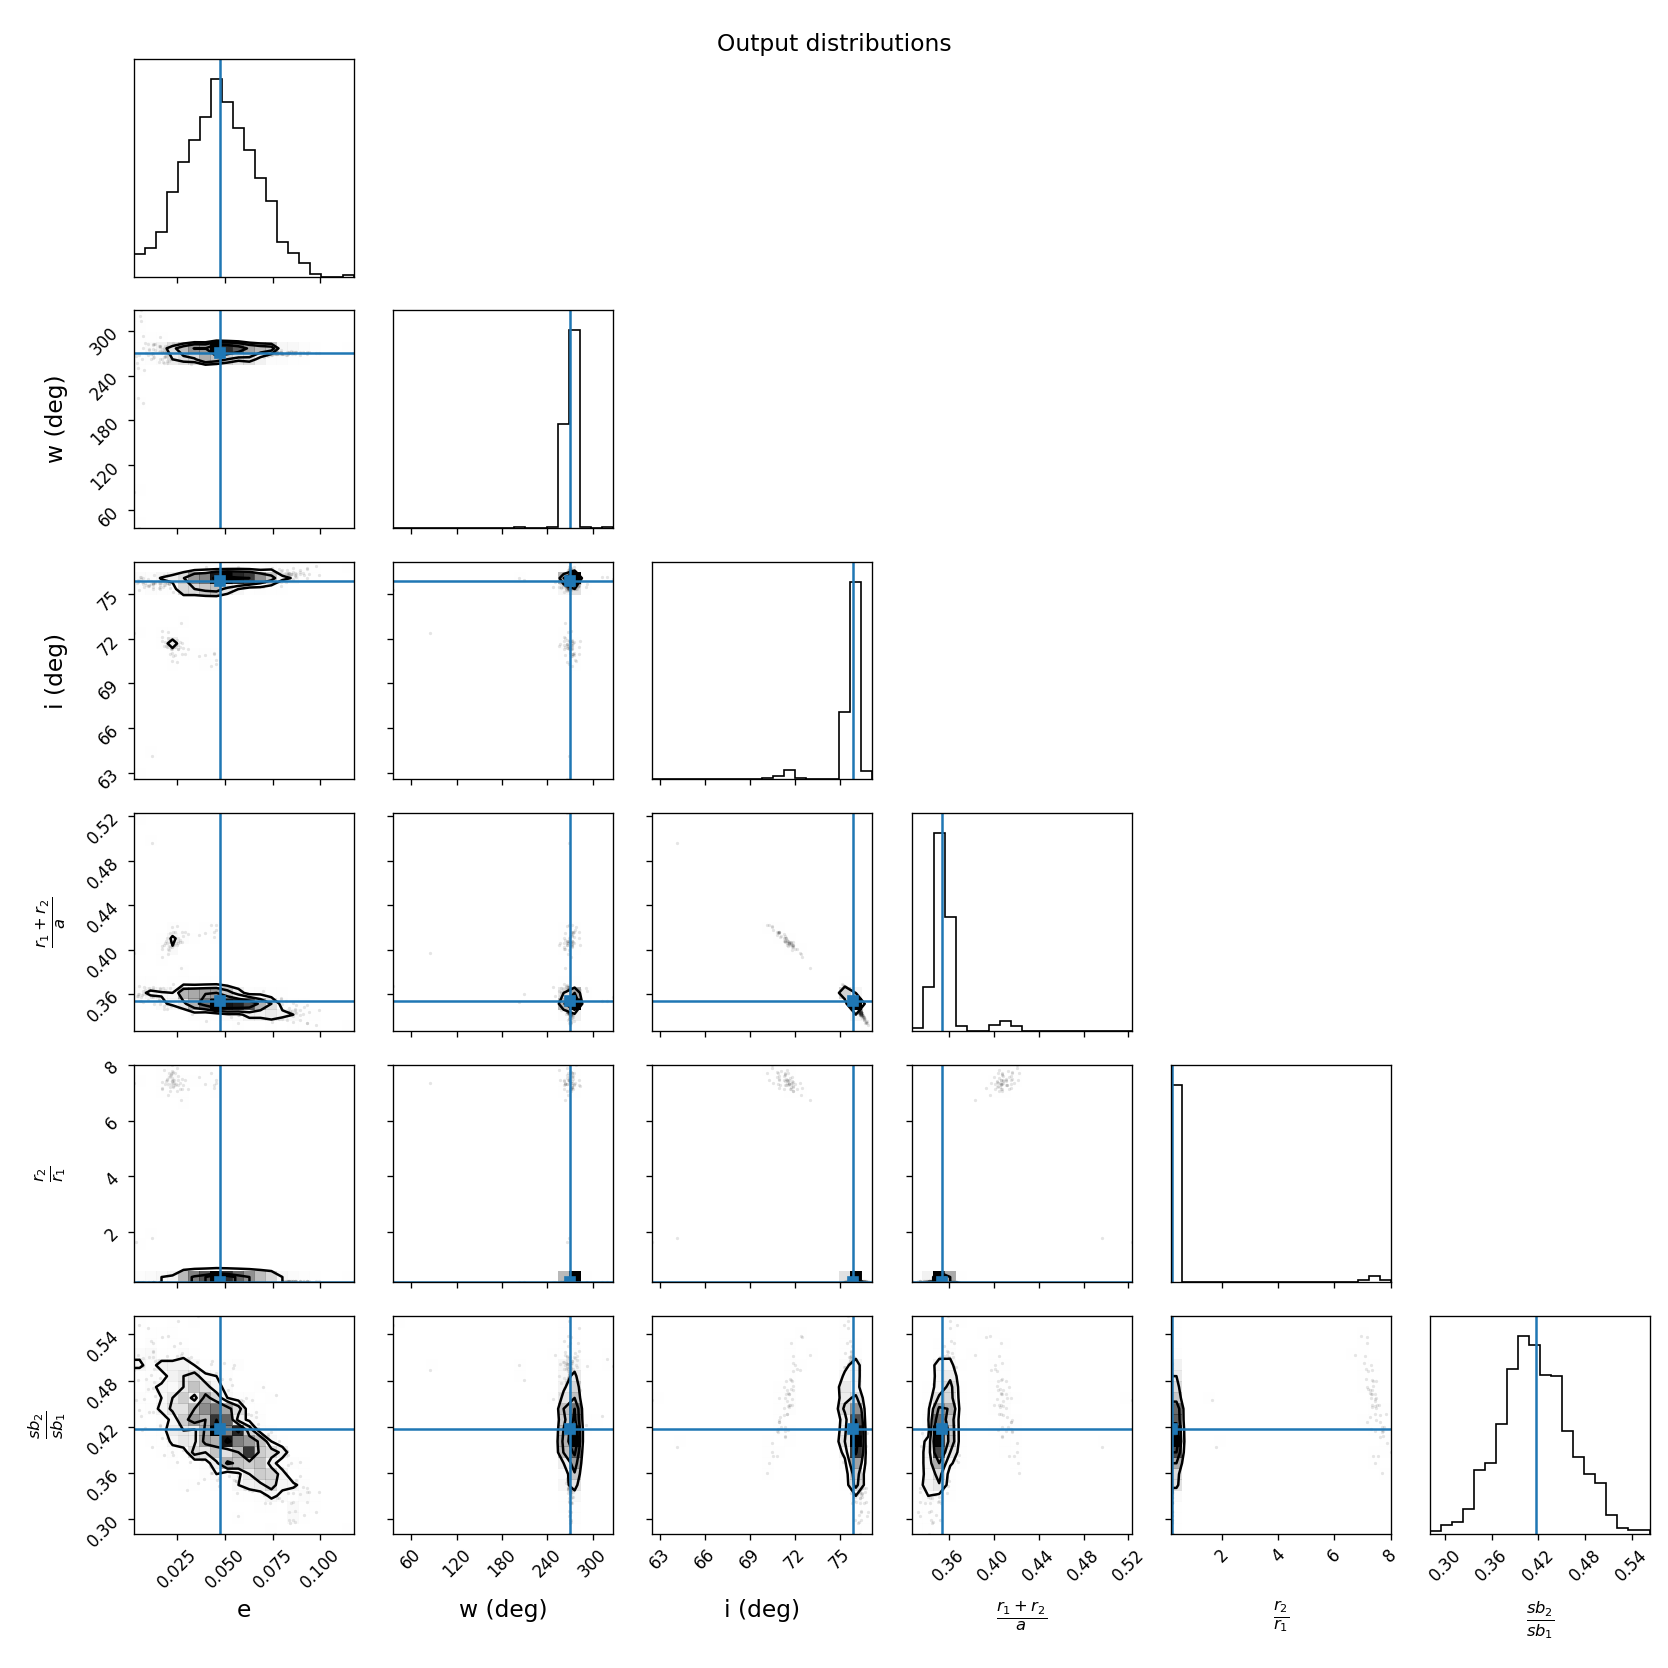 Output distributions
w (deg)
300
240
180
120
60
i (deg)
75
72
69
66
63
r₁ + r₂
a
0.52
0.48
0.44
0.40
0.36
r₂
r₁
8
6
4
2
sb₂
sb₁
0.54
0.48
0.42
0.36
0.30
0.025 0.050 0.075 0.100
60 120 180 240 300
63 66 69 72 75
0.36 0.40 0.44 0.48 0.52
2 4 6 8
0.30 0.36 0.42 0.48 0.54
e
w (deg)
i (deg)
r₁ + r₂
a
r₂
r₁
sb₂
sb₁